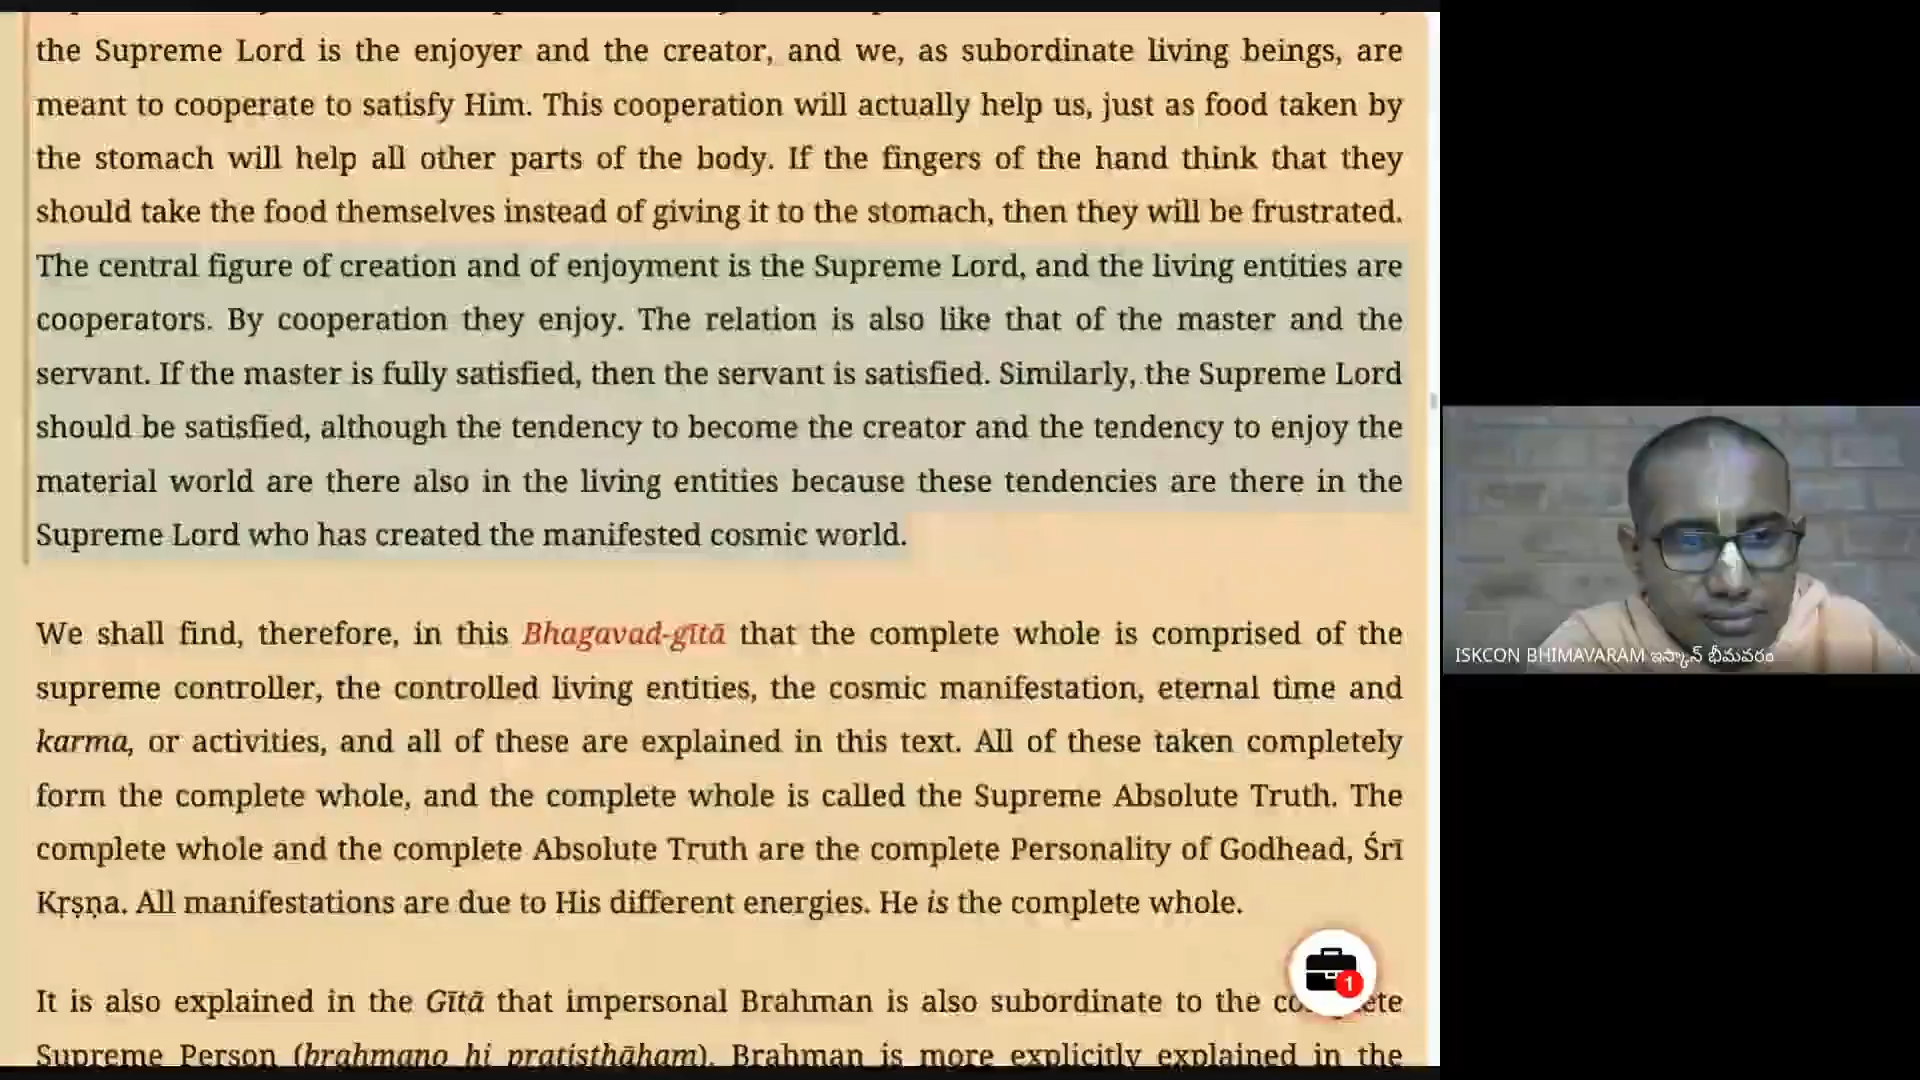 the Supreme Lord is the enjoyer and the creator, and we, as subordinate living beings, are
meant to cooperate to satisfy Him. This cooperation will actually help us, just as food taken by
the stomach will help all other parts of the body. If the fingers of the hand think that they
should take the food themselves instead of giving it to the stomach, then they will be frustrated.
The central figure of creation and of enjoyment is the Supreme Lord, and the living entities are
cooperators. By cooperation they enjoy. The relation is also like that of the master and the
servant. If the master is fully satisfied, then the servant is satisfied. Similarly, the Supreme Lord
should be satisfied, although the tendency to become the creator and the tendency to enjoy the
material world are there also in the living entities because these tendencies are there in the
Supreme Lord who has created the manifested cosmic world.
We shall find, therefore, in this Bhagavad-gītā that the complete whole is comprised of the
supreme controller, the controlled living entities, the cosmic manifestation, eternal time and
karma, or activities, and all of these are explained in this text. All of these taken completely
form the complete whole, and the complete whole is called the Supreme Absolute Truth. The
complete whole and the complete Absolute Truth are the complete Personality of Godhead, Śrī
Kṛṣṇa. All manifestations are due to His different energies. He is the complete whole.
It is also explained in the Gītā that impersonal Brahman is also subordinate to the
Supreme Person (brahmaṇo hi pratiṣṭhāham). Brahman is more explicitly explained in the
1
ISKCON BHIMAVARAM ఇస్కాన్ భీమవరం